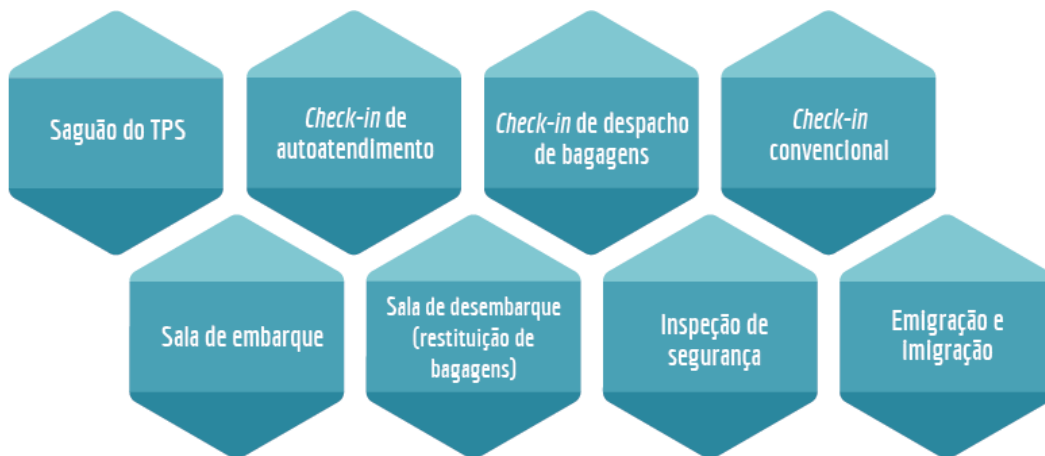 Saguão do TPS
Check-in de
autoatendimento
Check-in de despacho
de bagagens
Check-in
convencional
Sala de embarque
Sala de desembarque
(restituição de
bagagens)
Inspeção de
segurança
Emigração e
imigração